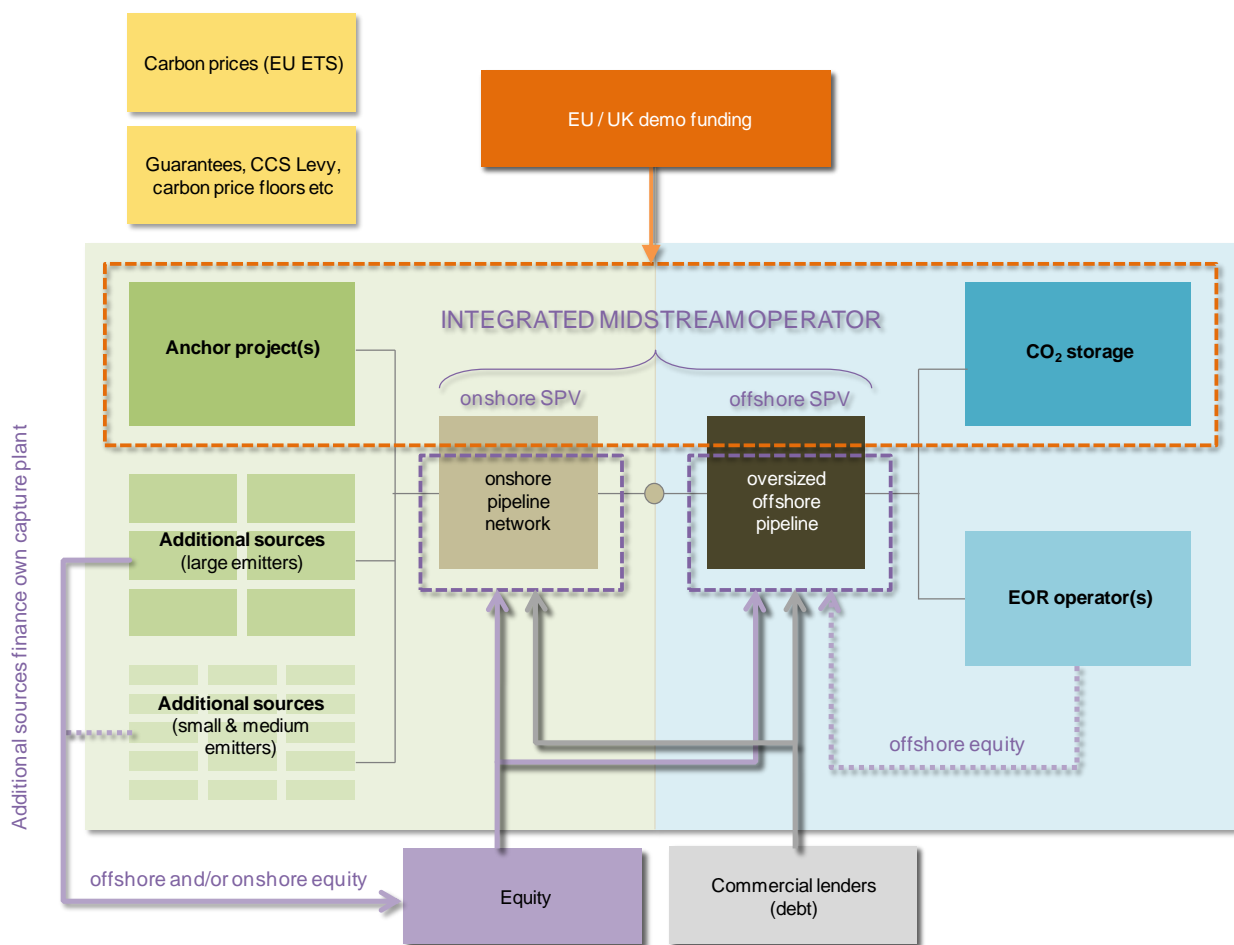 Carbon prices (EU ETS)
Guarantees, CCS Levy,
carbon price floors etc
EU / UK demo funding
INTEGRATED MIDSTREAM OPERATOR
Anchor project(s)
CO₂ storage
onshore SPV
offshore SPV
onshore
pipeline
network
oversized
offshore
pipeline
Additional sources
(large emitters)
EOR operator(s)
Additional sources
(small & medium
emitters)
offshore equity
Additional sources finance own capture plant
offshore and/or onshore equity
Equity
Commercial lenders
(debt)